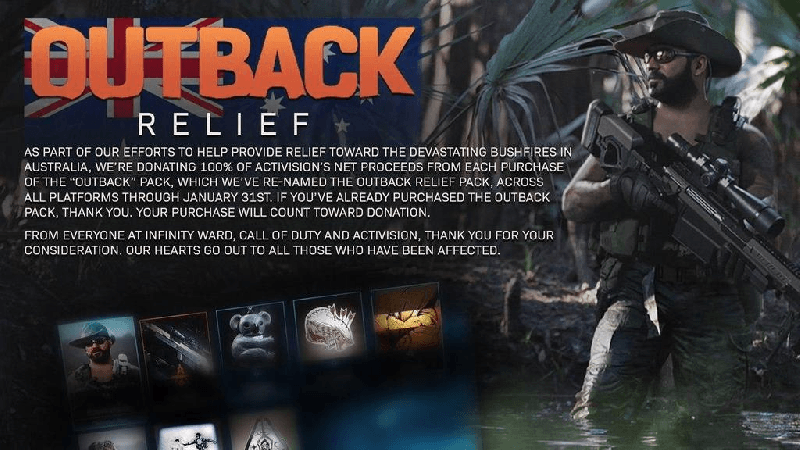 OUTBACK
RELIEF
AS PART OF OUR EFFORTS TO HELP PROVIDE RELIEF TOWARD THE DEVASTATING BUSHFIRES IN
AUSTRALIA, WE'RE DONATING 100% OF ACTIVISION'S NET PROCEEDS FROM EACH PURCHASE
OF THE "OUTBACK" PACK, WHICH WE'VE RE-NAMED THE OUTBACK RELIEF PACK, ACROSS
ALL PLATFORMS THROUGH JANUARY 31ST. IF YOU'VE ALREADY PURCHASED THE OUTBACK
PACK, THANK YOU. YOUR PURCHASE WILL COUNT TOWARD DONATION.
FROM EVERYONE AT INFINITY WARD, CALL OF DUTY AND ACTIVISION, THANK YOU FOR YOUR
CONSIDERATION. OUR HEARTS GO OUT TO ALL THOSE WHO HAVE BEEN AFFECTED.